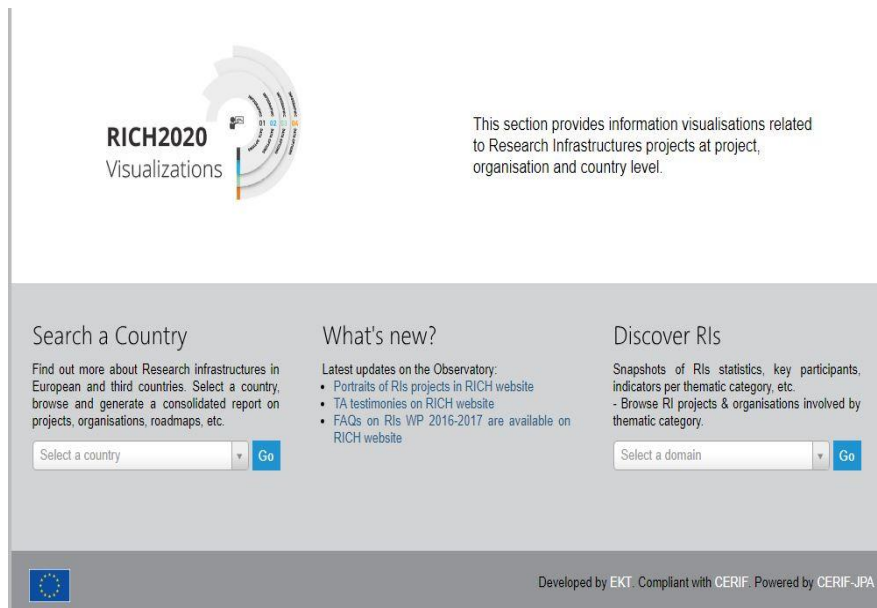 RICH2020
Visualizations
01 02 03 04
This section provides information visualisations related
to Research Infrastructures projects at project,
organisation and country level.
Search a Country
Find out more about Research infrastructures in
European and third countries. Select a country,
browse and generate a consolidated report on
projects, organisations, roadmaps, etc.
Select a country
Go
What's new?
Latest updates on the Observatory:
• Portraits of RIs projects in RICH website
• TA testimonies on RICH website
• FAQs on RIs WP 2016-2017 are available on
RICH website
Discover RIs
Snapshots of RIs statistics, key participants,
indicators per thematic category, etc.
- Browse RI projects & organisations involved by
thematic category.
Select a domain
Go
Developed by EKT. Compliant with CERIF. Powered by CERIF-JPA